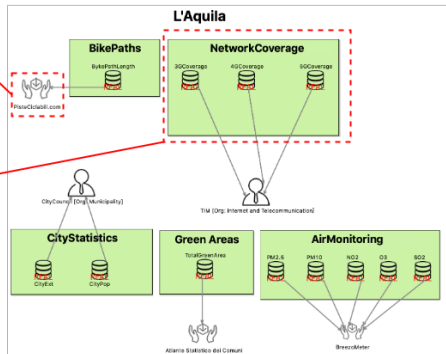 L'Aquila
BikePaths
BykePathLength
PisteCiclabili.com
NetworkCoverage
3GCoverage 4GCoverage 5GCoverage
CityCouncil [Org: Municipality]
TIM [Org: Internet and Telecommunication]
CityStatistics
CityExt CityPop
Green Areas
TotalGreenArea
Atlante Statistico dei Comuni
AirMonitoring
PM2.5 PM10 NO2 O3 SO2
BreezoMeter